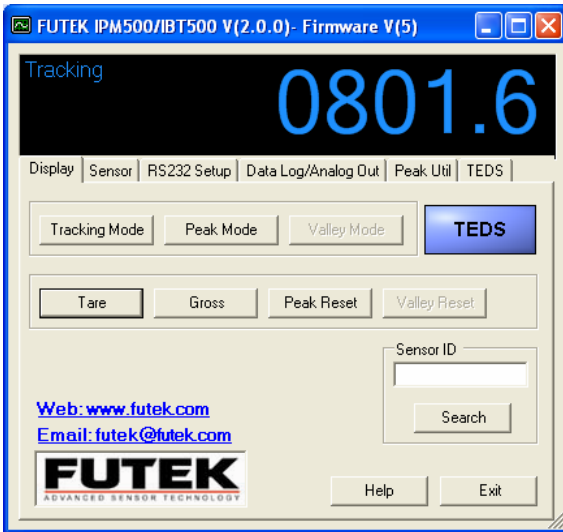 FUTEK IPM500/IBT500 V(2.0.0)- Firmware V(5)
Tracking
0801.6
Display Sensor RS232 Setup Data Log/Analog Out Peak Util TEDS
Tracking Mode Peak Mode Valley Mode TEDS
Tare Gross Peak Reset Valley Reset
Sensor ID
Search
Web: www.futek.com
Email: futek@futek.com
FUTEK
ADVANCED SENSOR TECHNOLOGY
Help Exit